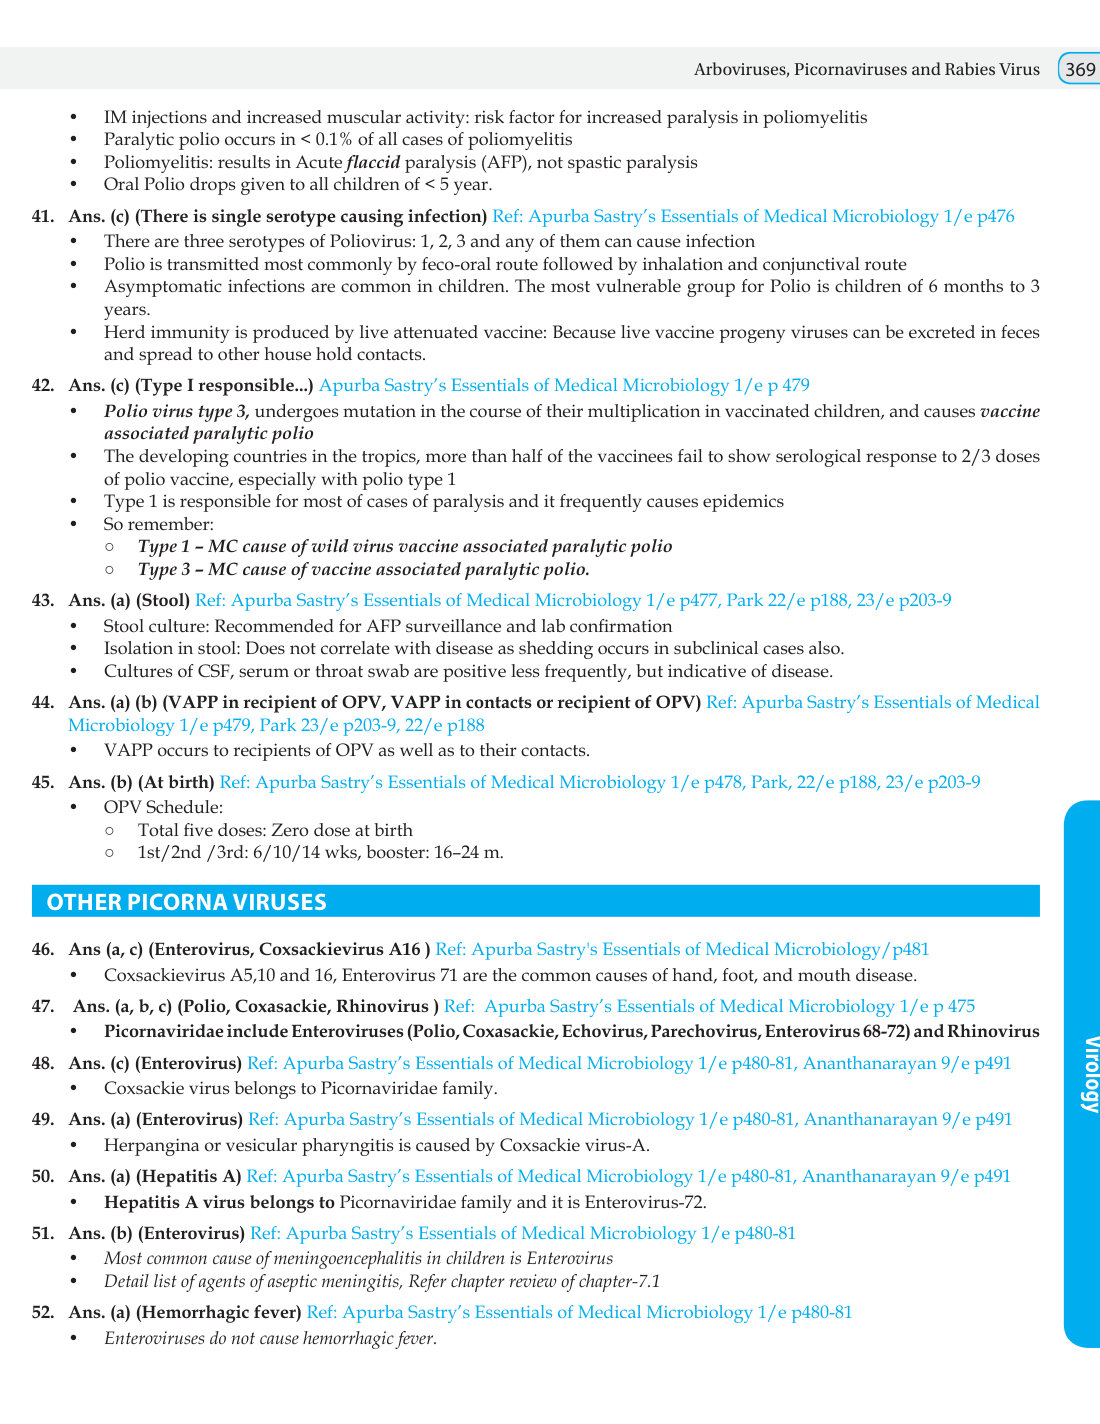 Arboviruses, Picornaviruses and Rabies Virus 369
• IM injections and increased muscular activity: risk factor for increased paralysis in poliomyelitis
• Paralytic polio occurs in < 0.1% of all cases of poliomyelitis
• Poliomyelitis: results in Acute flaccid paralysis (AFP), not spastic paralysis
• Oral Polio drops given to all children of < 5 year.
41. Ans. (c) (There is single serotype causing infection) Ref: Apurba Sastry’s Essentials of Medical Microbiology 1/e p476
• There are three serotypes of Poliovirus: 1, 2, 3 and any of them can cause infection
• Polio is transmitted most commonly by feco-oral route followed by inhalation and conjunctival route
• Asymptomatic infections are common in children. The most vulnerable group for Polio is children of 6 months to 3
years.
• Herd immunity is produced by live attenuated vaccine: Because live vaccine progeny viruses can be excreted in feces
and spread to other house hold contacts.
42. Ans. (c) (Type I responsible...) Apurba Sastry’s Essentials of Medical Microbiology 1/e p 479
• Polio virus type 3, undergoes mutation in the course of their multiplication in vaccinated children, and causes vaccine
associated paralytic polio
• The developing countries in the tropics, more than half of the vaccinees fail to show serological response to 2/3 doses
of polio vaccine, especially with polio type 1
• Type 1 is responsible for most of cases of paralysis and it frequently causes epidemics
• So remember:
○ Type 1 – MC cause of wild virus vaccine associated paralytic polio
○ Type 3 – MC cause of vaccine associated paralytic polio.
43. Ans. (a) (Stool) Ref: Apurba Sastry’s Essentials of Medical Microbiology 1/e p477, Park 22/e p188, 23/e p203-9
• Stool culture: Recommended for AFP surveillance and lab confirmation
• Isolation in stool: Does not correlate with disease as shedding occurs in subclinical cases also.
• Cultures of CSF, serum or throat swab are positive less frequently, but indicative of disease.
44. Ans. (a) (b) (VAPP in recipient of OPV, VAPP in contacts or recipient of OPV) Ref: Apurba Sastry’s Essentials of Medical
Microbiology 1/e p479, Park 23/e p203-9, 22/e p188
• VAPP occurs to recipients of OPV as well as to their contacts.
45. Ans. (b) (At birth) Ref: Apurba Sastry’s Essentials of Medical Microbiology 1/e p478, Park, 22/e p188, 23/e p203-9
• OPV Schedule:
○ Total five doses: Zero dose at birth
○ 1st/2nd /3rd: 6/10/14 wks, booster: 16–24 m.
OTHER PICORNA VIRUSES
46. Ans (a, c) (Enterovirus, Coxsackievirus A16 ) Ref: Apurba Sastry's Essentials of Medical Microbiology/p481
• Coxsackievirus A5,10 and 16, Enterovirus 71 are the common causes of hand, foot, and mouth disease.
47. Ans. (a, b, c) (Polio, Coxasackie, Rhinovirus ) Ref: Apurba Sastry’s Essentials of Medical Microbiology 1/e p 475
• Picornaviridae include Enteroviruses (Polio, Coxasackie, Echovirus, Parechovirus, Enterovirus 68-72) and Rhinovirus
48. Ans. (c) (Enterovirus) Ref: Apurba Sastry’s Essentials of Medical Microbiology 1/e p480-81, Ananthanarayan 9/e p491
• Coxsackie virus belongs to Picornaviridae family.
49. Ans. (a) (Enterovirus) Ref: Apurba Sastry’s Essentials of Medical Microbiology 1/e p480-81, Ananthanarayan 9/e p491
• Herpangina or vesicular pharyngitis is caused by Coxsackie virus-A.
50. Ans. (a) (Hepatitis A) Ref: Apurba Sastry’s Essentials of Medical Microbiology 1/e p480-81, Ananthanarayan 9/e p491
• Hepatitis A virus belongs to Picornaviridae family and it is Enterovirus-72.
51. Ans. (b) (Enterovirus) Ref: Apurba Sastry’s Essentials of Medical Microbiology 1/e p480-81
• Most common cause of meningoencephalitis in children is Enterovirus
• Detail list of agents of aseptic meningitis, Refer chapter review of chapter-7.1
52. Ans. (a) (Hemorrhagic fever) Ref: Apurba Sastry’s Essentials of Medical Microbiology 1/e p480-81
• Enteroviruses do not cause hemorrhagic fever.
Virology